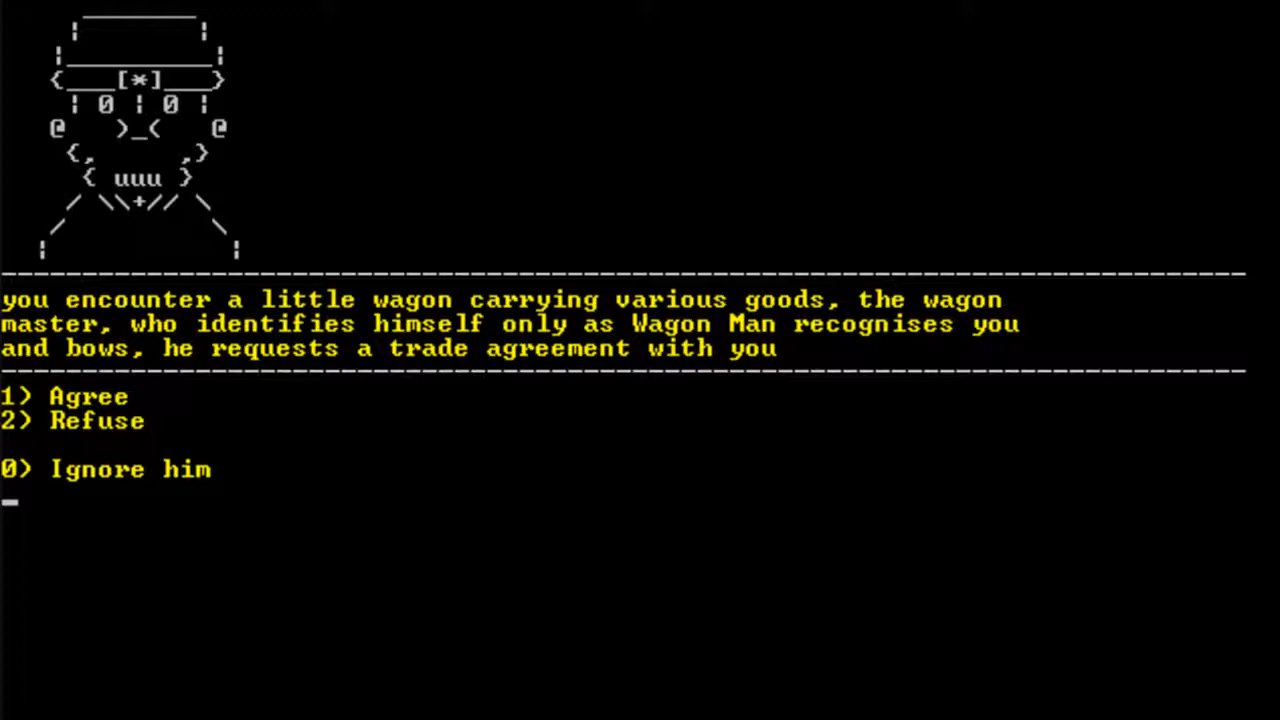 you encounter a little wagon carrying various goods, the wagon
master, who identifies himself only as Wagon Man recognises you
and bows, he requests a trade agreement with you
1) Agree
2) Refuse
0) Ignore him